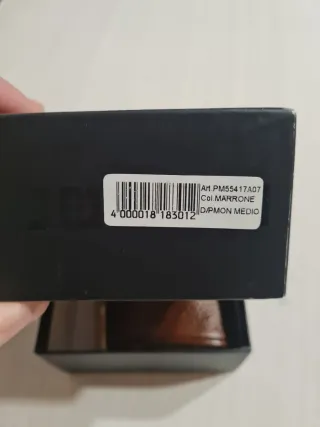 Art.PM55417A07
Col.MARRONE
4 000018 183012
D/PMON MEDIO